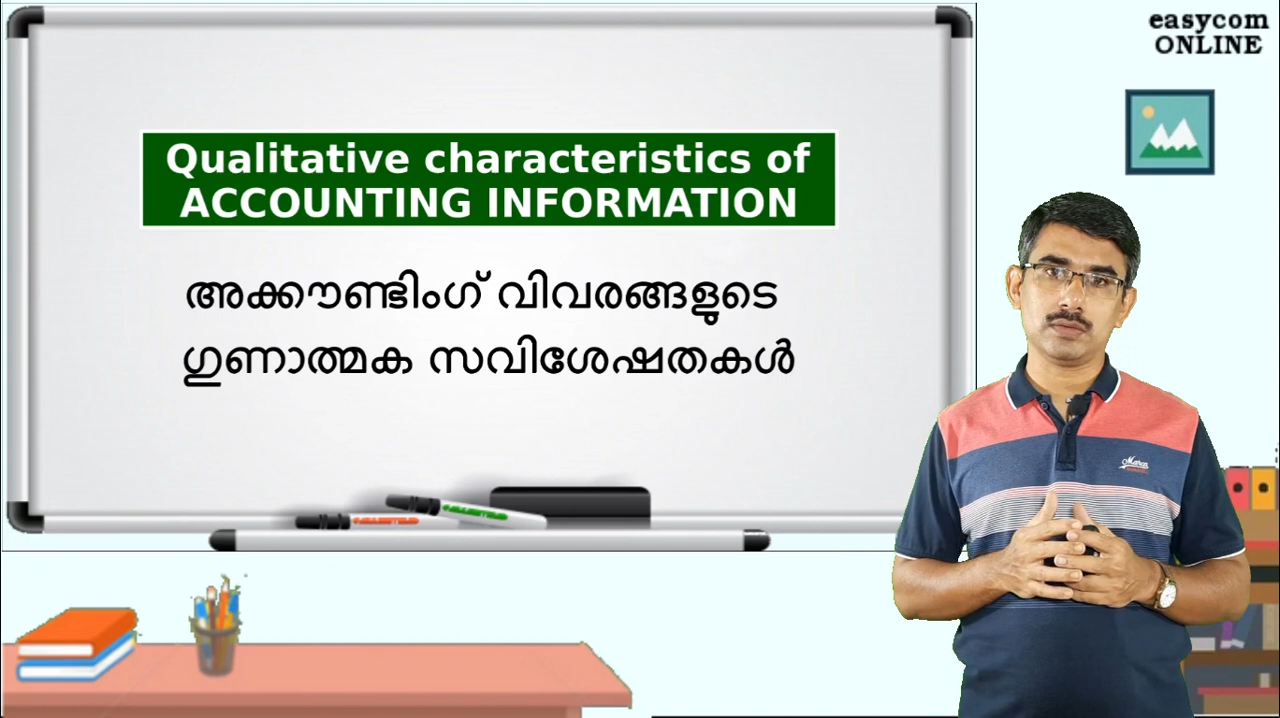 easycom
ONLINE
Qualitative characteristics of
ACCOUNTING INFORMATION
അക്കൗണ്ടിംഗ് വിവരങ്ങളുടെ
ഗുണാത്മക സവിശേഷതകൾ